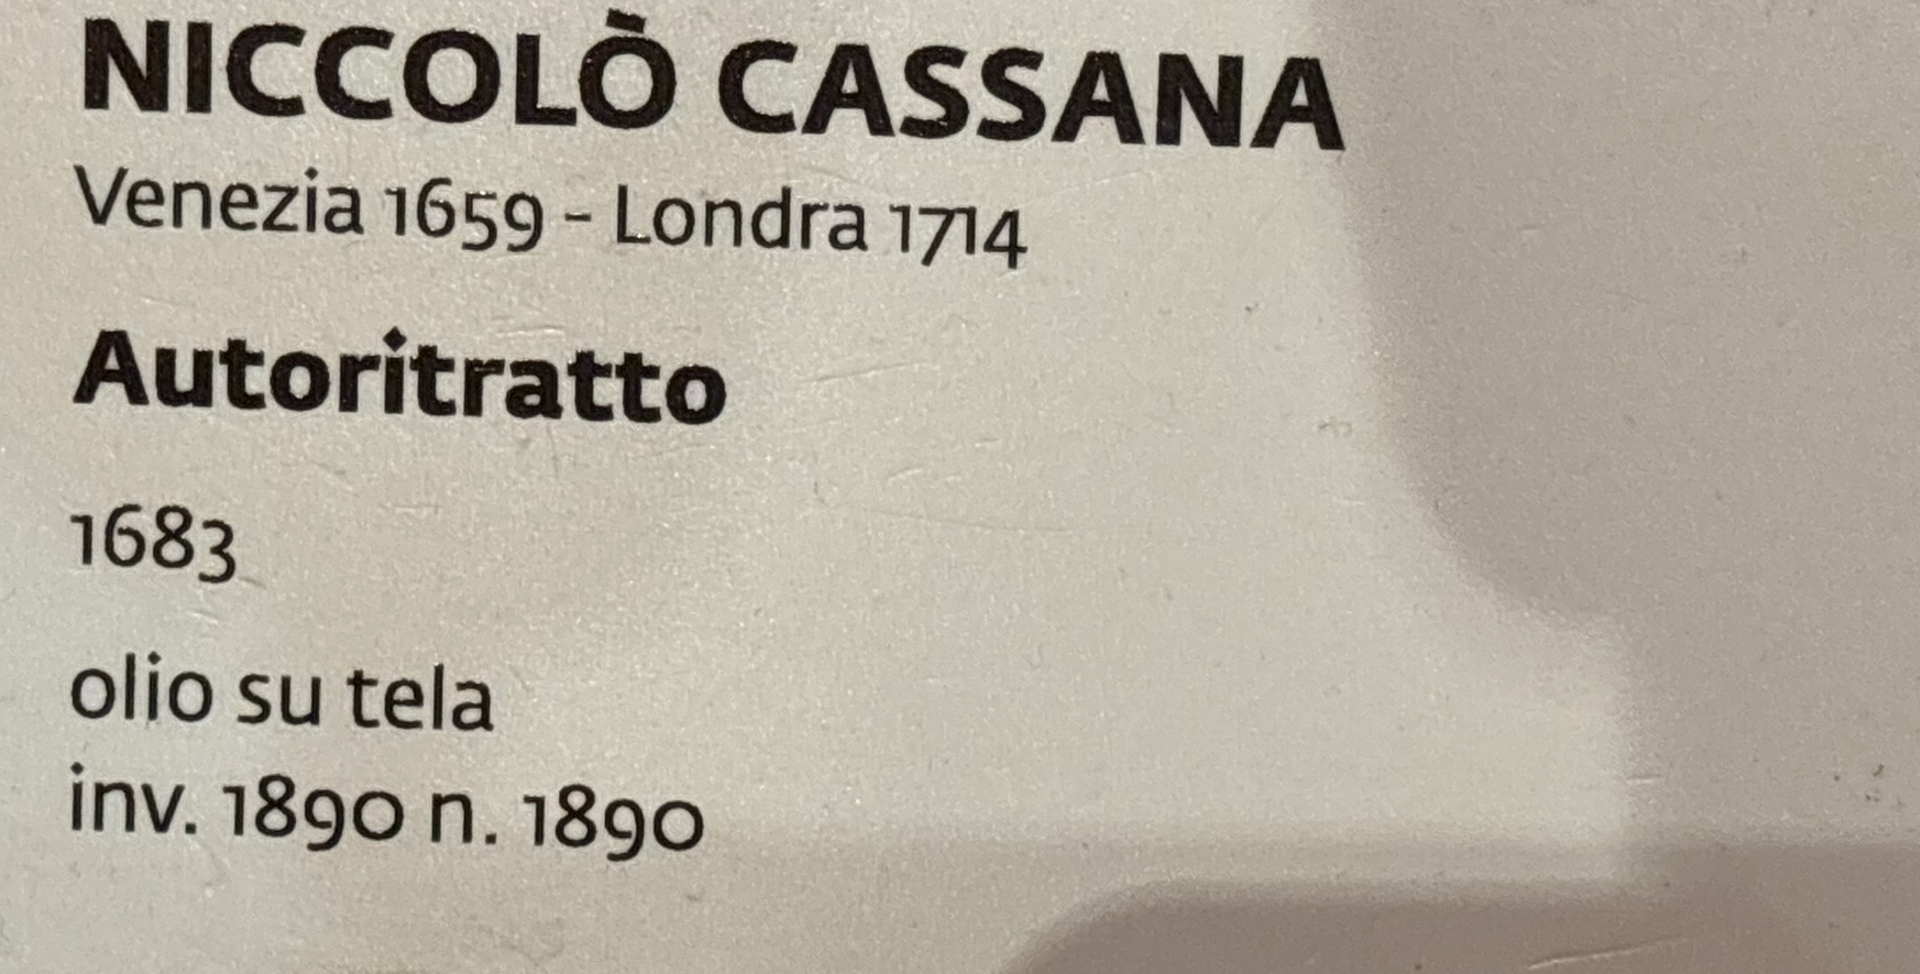 NICCOLÒ CASSANA
Venezia 1659 - Londra 1714
Autoritratto
1683
olio su tela
inv. 1890 n. 1890